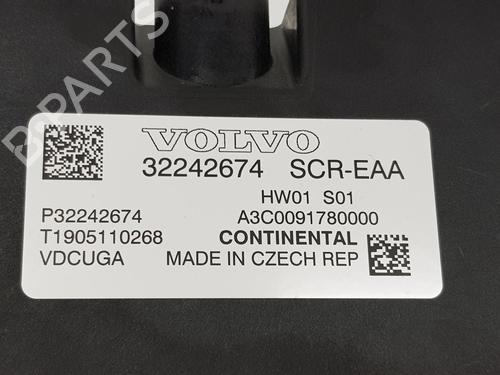 B-PARTS
VOLVO
32242674 SCR-EAA
HW01 S01
P32242674 A3C0091780000
T1905110268 CONTINENTAL
VDCUGA MADE IN CZECH REP